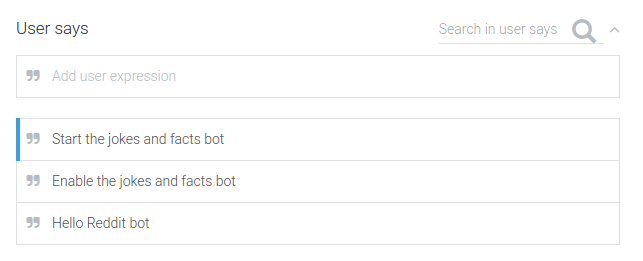 User says
Search in user says
Add user expression
Start the jokes and facts bot
Enable the jokes and facts bot
Hello Reddit bot